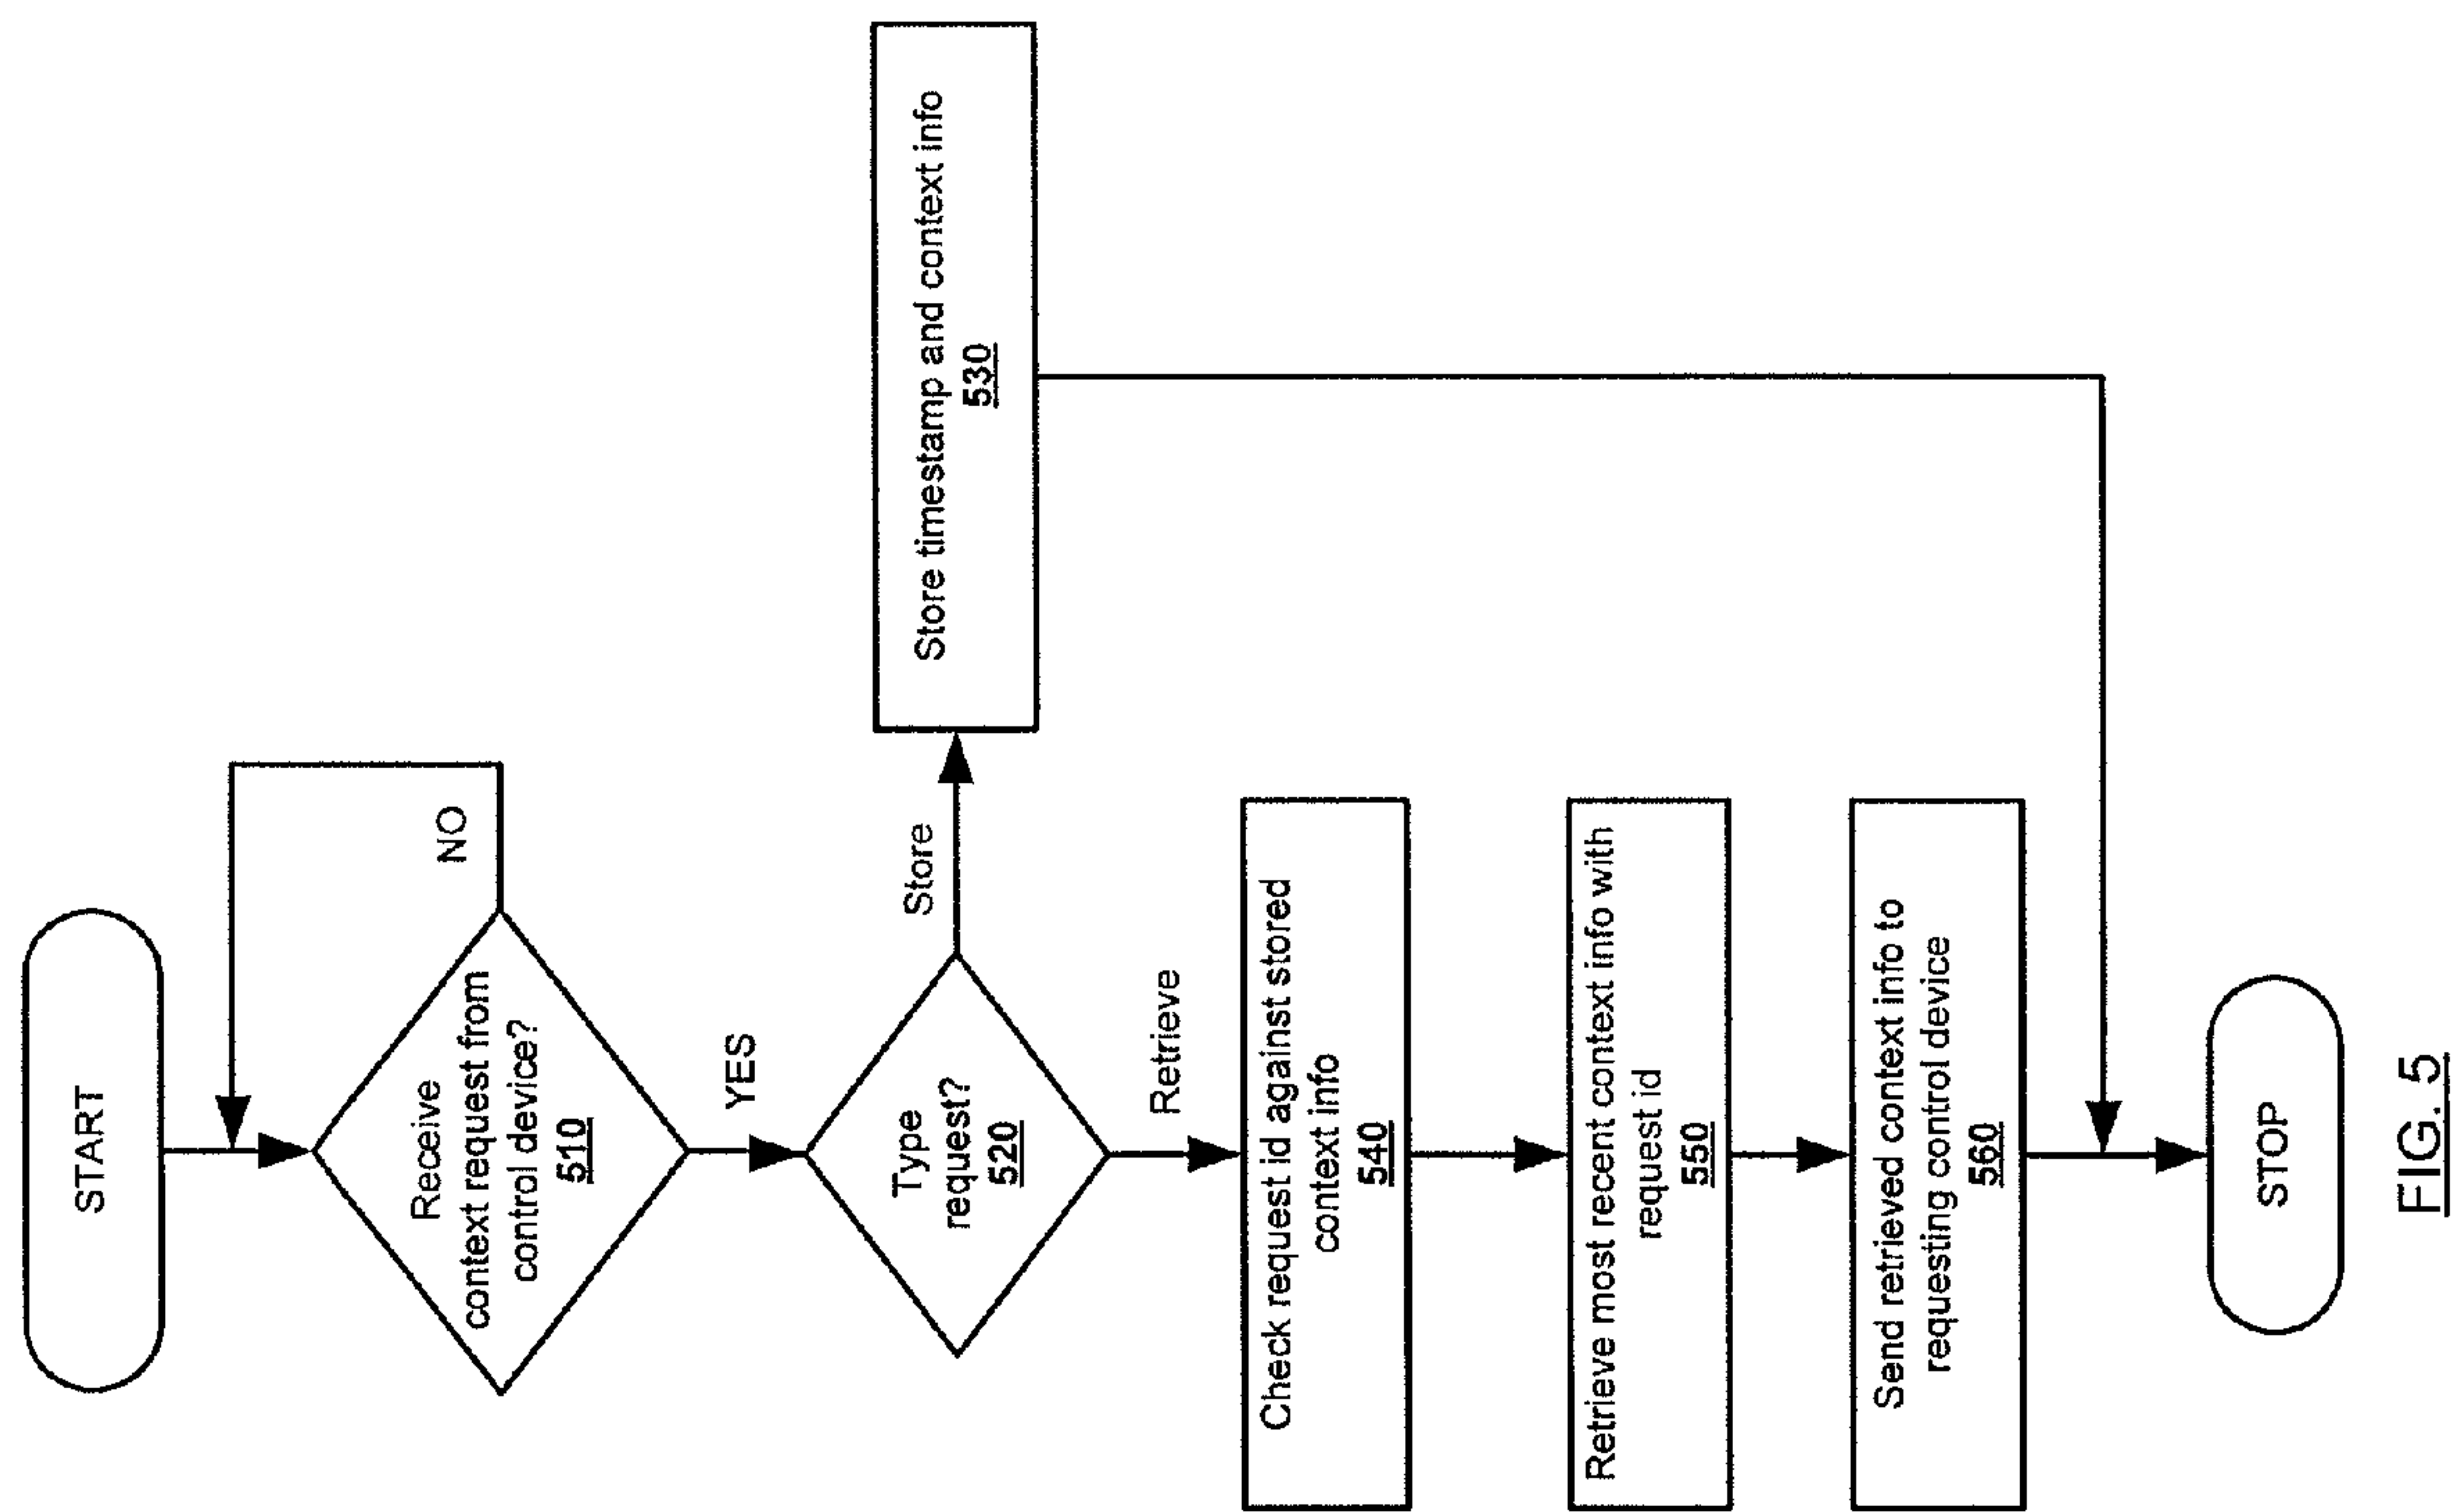 START
Receive
context request from
control device?
510
NO
YES
Type
request?
520
Store
Store timestamp and context info
530
Retrieve
Check request id against stored
context info
540
Retrieve most recent context info with
request id
550
Send retrieved context info to
requesting control device
560
STOP
FIG. 5